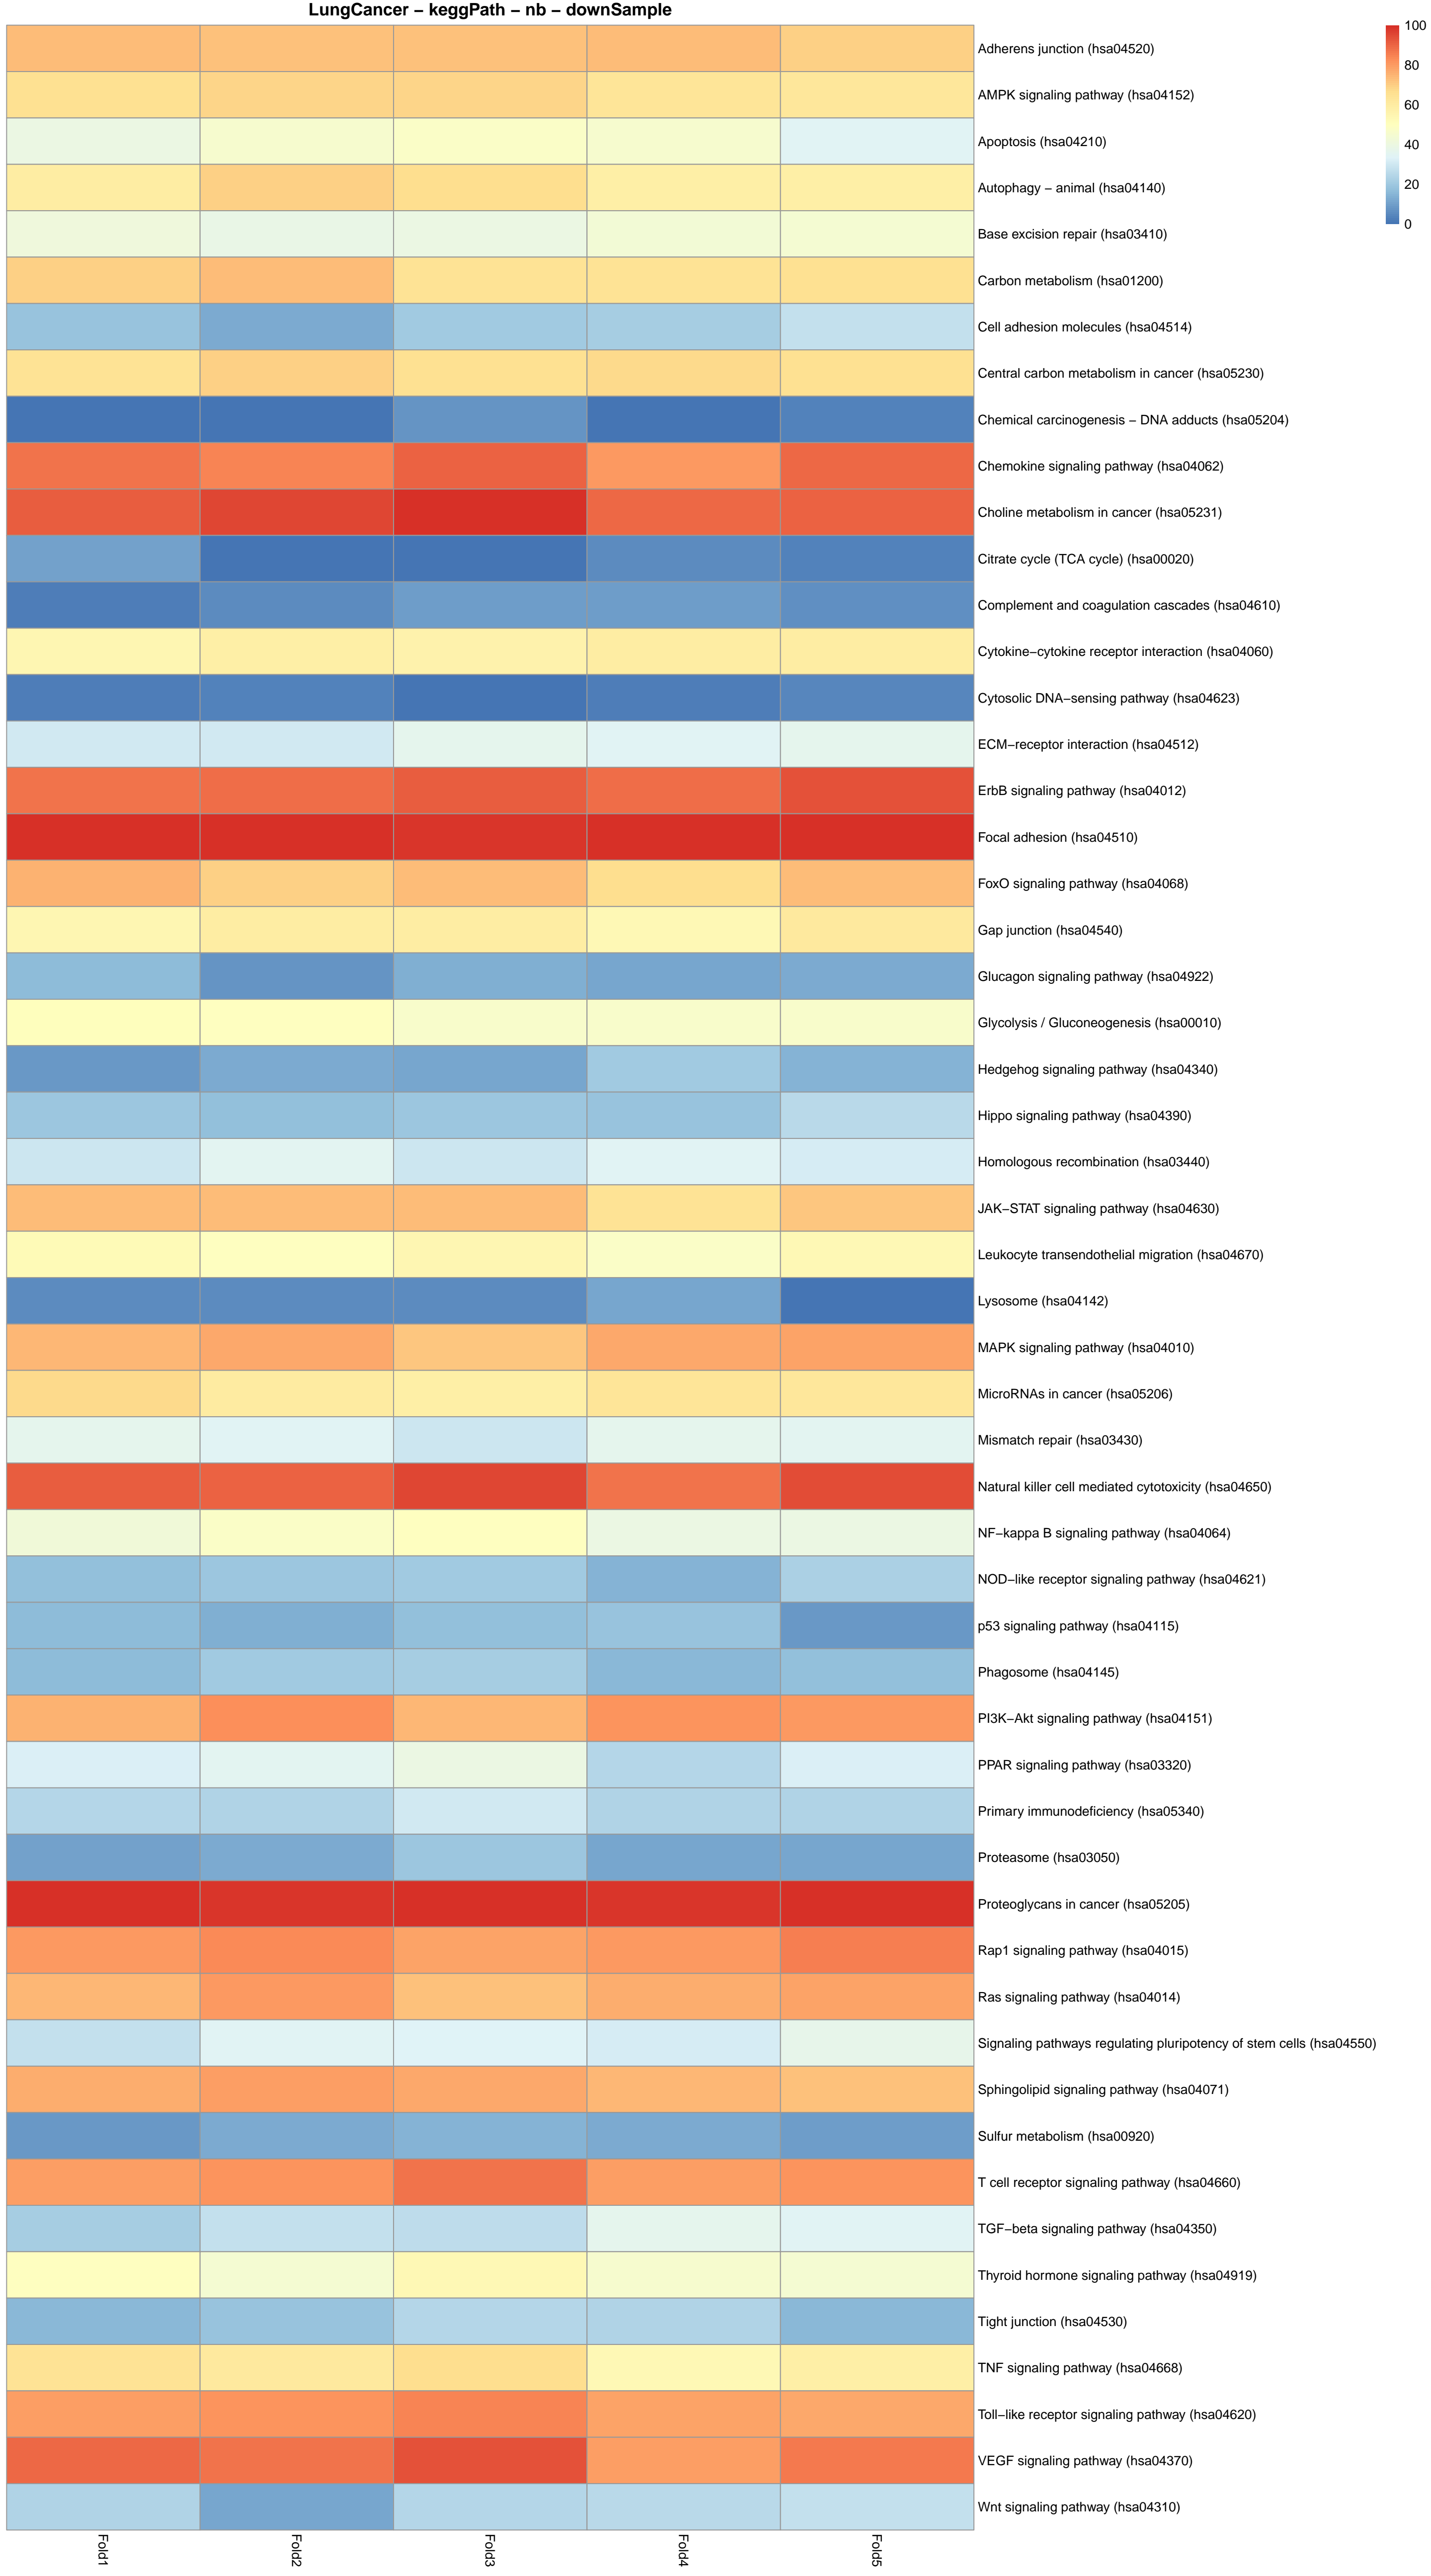 LungCancer − keggPath − nb − downSample
100
80
60
40
20
0
Adherens junction (hsa04520)
AMPK signaling pathway (hsa04152)
Apoptosis (hsa04210)
Autophagy − animal (hsa04140)
Base excision repair (hsa03410)
Carbon metabolism (hsa01200)
Cell adhesion molecules (hsa04514)
Central carbon metabolism in cancer (hsa05230)
Chemical carcinogenesis − DNA adducts (hsa05204)
Chemokine signaling pathway (hsa04062)
Choline metabolism in cancer (hsa05231)
Citrate cycle (TCA cycle) (hsa00020)
Complement and coagulation cascades (hsa04610)
Cytokine−cytokine receptor interaction (hsa04060)
Cytosolic DNA−sensing pathway (hsa04623)
ECM−receptor interaction (hsa04512)
ErbB signaling pathway (hsa04012)
Focal adhesion (hsa04510)
FoxO signaling pathway (hsa04068)
Gap junction (hsa04540)
Glucagon signaling pathway (hsa04922)
Glycolysis / Gluconeogenesis (hsa00010)
Hedgehog signaling pathway (hsa04340)
Hippo signaling pathway (hsa04390)
Homologous recombination (hsa03440)
JAK−STAT signaling pathway (hsa04630)
Leukocyte transendothelial migration (hsa04670)
Lysosome (hsa04142)
MAPK signaling pathway (hsa04010)
MicroRNAs in cancer (hsa05206)
Mismatch repair (hsa03430)
Natural killer cell mediated cytotoxicity (hsa04650)
NF−kappa B signaling pathway (hsa04064)
NOD−like receptor signaling pathway (hsa04621)
p53 signaling pathway (hsa04115)
Phagosome (hsa04145)
PI3K−Akt signaling pathway (hsa04151)
PPAR signaling pathway (hsa03320)
Primary immunodeficiency (hsa05340)
Proteasome (hsa03050)
Proteoglycans in cancer (hsa05205)
Rap1 signaling pathway (hsa04015)
Ras signaling pathway (hsa04014)
Signaling pathways regulating pluripotency of stem cells (hsa04550)
Sphingolipid signaling pathway (hsa04071)
Sulfur metabolism (hsa00920)
T cell receptor signaling pathway (hsa04660)
TGF−beta signaling pathway (hsa04350)
Thyroid hormone signaling pathway (hsa04919)
Tight junction (hsa04530)
TNF signaling pathway (hsa04668)
Toll−like receptor signaling pathway (hsa04620)
VEGF signaling pathway (hsa04370)
Wnt signaling pathway (hsa04310)
Fold1
Fold2
Fold3
Fold4
Fold5